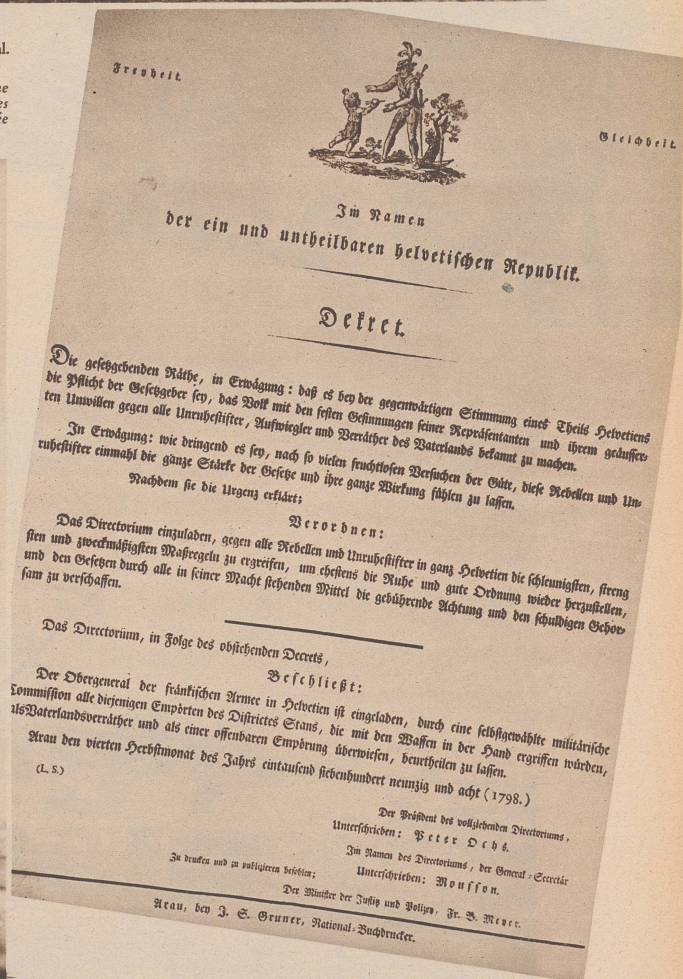 al.
ne
es
ée
Freyheit.
Gleichheit.
Im Namen
der ein und untheilbaren helvetischen Republik.
Dekret.
Die gesetzgebenden Räthe, in Erwägung: daß es bey der gegenwärtigen Stimmung eines Theils Helvetiens
die Pflicht der Gesetzgeber sey, das Volk mit den festen Gesinnungen seiner Repräsentanten und ihrem geäusser-
ten Unwillen gegen alle Unruhestifter, Aufwiegler und Verräther des Vaterlands bekannt zu machen.
In Erwägung: wie dringend es sey, nach so vielen fruchtlosen Versuchen der Güte, diese Rebellen und Un-
ruhestifter einmahl die ganze Stärke der Gesetze und ihre ganze Wirkung fühlen zu lassen.
Nachdem sie die Urgenz erklärt;
Verordnen:
Das Directorium einzuladen, gegen alle Rebellen und Unruhestifter in ganz Helvetien die schleunigsten, streng
sten und zweckmäßigsten Maßregeln zu ergreifen, um ehestens die Ruhe und gute Ordnung wieder herzustellen,
und den Gesetzen durch alle in seiner Macht stehenden Mittel die gebührende Achtung und den schuldigen Gehor-
sam zu verschaffen.
Das Directorium, in Folge des obstehenden Decrets,
Beschließt:
Der Obergeneral der fränkischen Armee in Helvetien ist eingeladen, durch eine selbstgewählte militärische
Commission alle diejenigen Empörten des Districtes Stans, die mit den Waffen in der Hand ergriffen würden,
als Vaterlandsverräther und als einer offenbaren Empörung überwiesen, beurtheilen zu lassen.
Arau den vierten Herbstmonat des Jahrs eintausend siebenhundert neunzig und acht (1798.)
(L. S.)
Der Präsident des vollziehenden Directoriums,
Unterschrieben: Peter Ochs.
Im Namen des Directoriums, der General-Secretär
Unterschrieben: Mousson.
Zu drucken und zu publizieren befohlen;
Der Minister der Justitz und Polizey, Fr. B. Meyer.
Arau, bey J. S. Gruner, National-Buchdrucker.